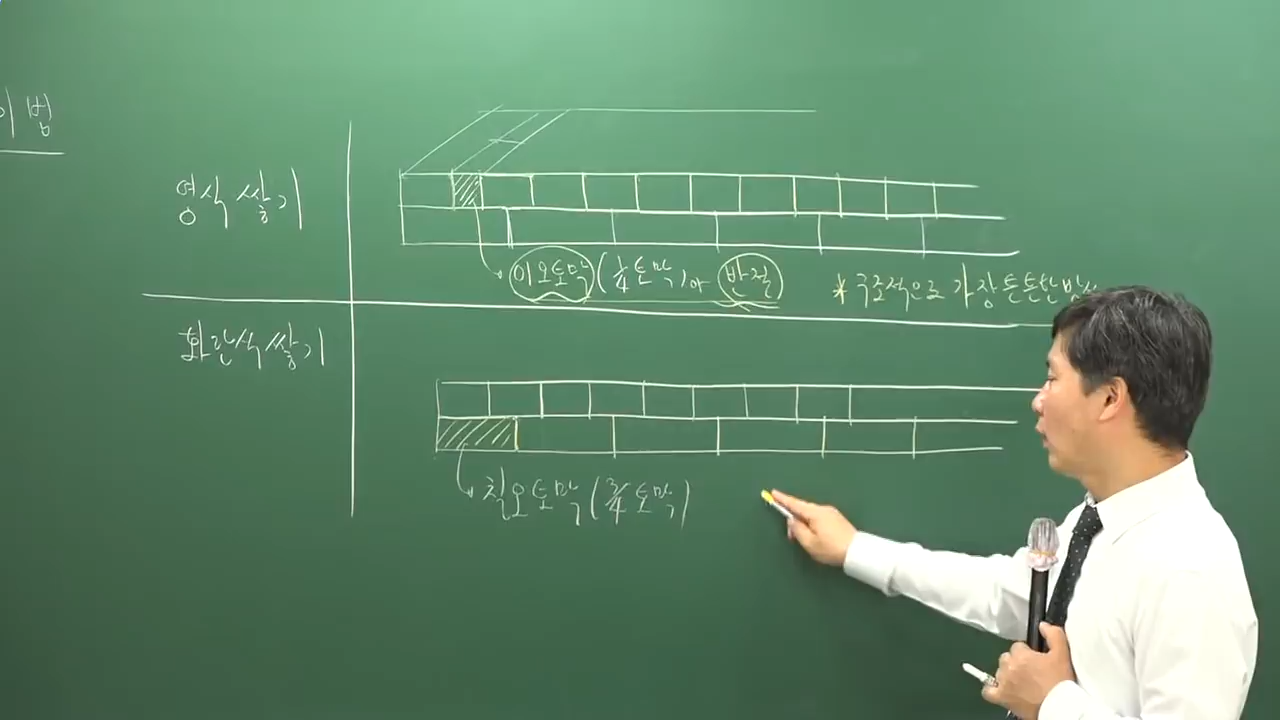 이 벙
영식 쌓기
이오토막(1/4 토막)나 반절
* 구조적으로 가장 튼튼한 방식
화란식 쌓기
칠오토막(3/4 토막)